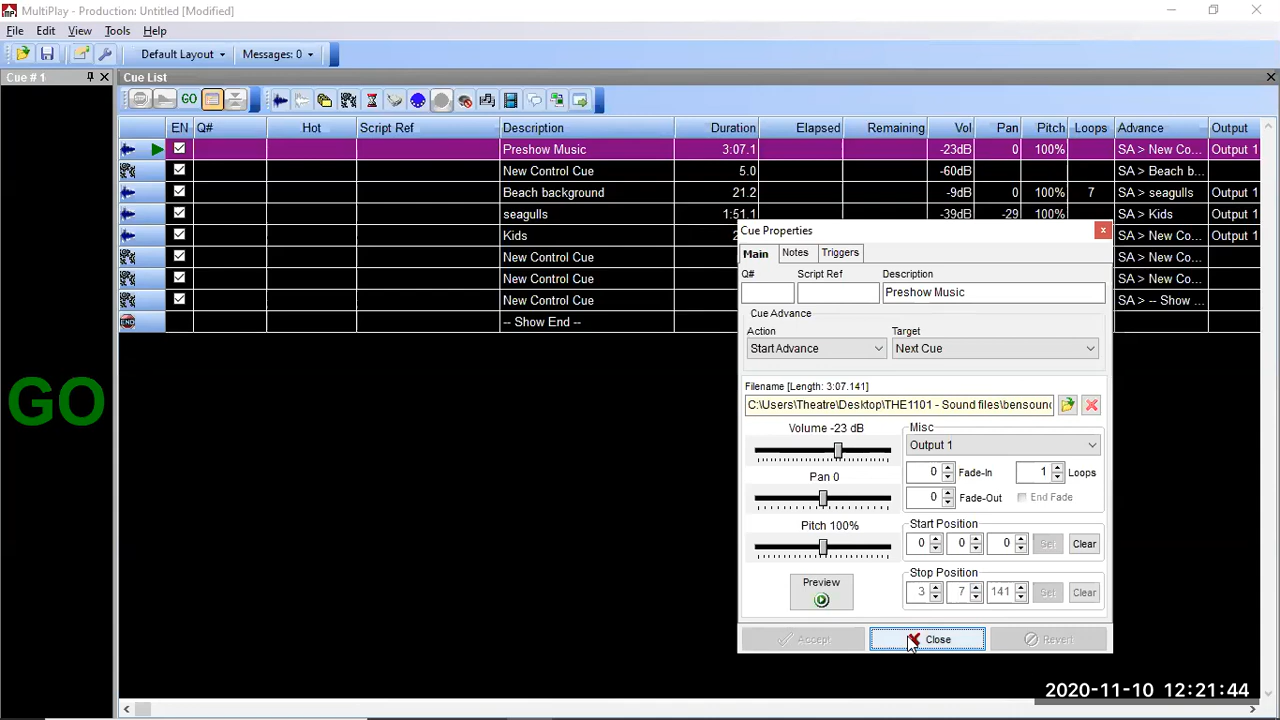 MultiPlay - Production: Untitled [Modified]
File Edit View Tools Help
Default Layout Messages: 0
Cue # 1
Cue List
GO
EN Q# Hot Script Ref Description Duration Elapsed Remaining Vol Pan Pitch Loops Advance Output
Preshow Music 3:07.1 -23dB 0 100% SA > New Co... Output 1
New Control Cue 5.0 -60dB SA > Beach b...
Beach background 21.2 -9dB 0 100% 7 SA > seagulls Output 1
seagulls 1:51.1 -39dB -29 100% SA > Kids Output 1
Kids SA > New Co... Output 1
New Control Cue SA > New Co...
New Control Cue SA > New Co...
New Control Cue SA > -- Show ...
END -- Show End --
GO
Cue Properties
Main Notes Triggers
Q# Script Ref Description
Preshow Music
Cue Advance
Action Target
Start Advance Next Cue
Filename [Length: 3:07.141]
C:\Users\Theatre\Desktop\THE1101 - Sound files\bensound
Volume -23 dB
Misc
Output 1
0 Fade-In 1 Loops
Pan 0
0 Fade-Out End Fade
Pitch 100%
Start Position
0 0 0 Set Clear
Preview
Stop Position
3 7 141 Set Clear
Accept Close Revert
2020-11-10 12:21:44